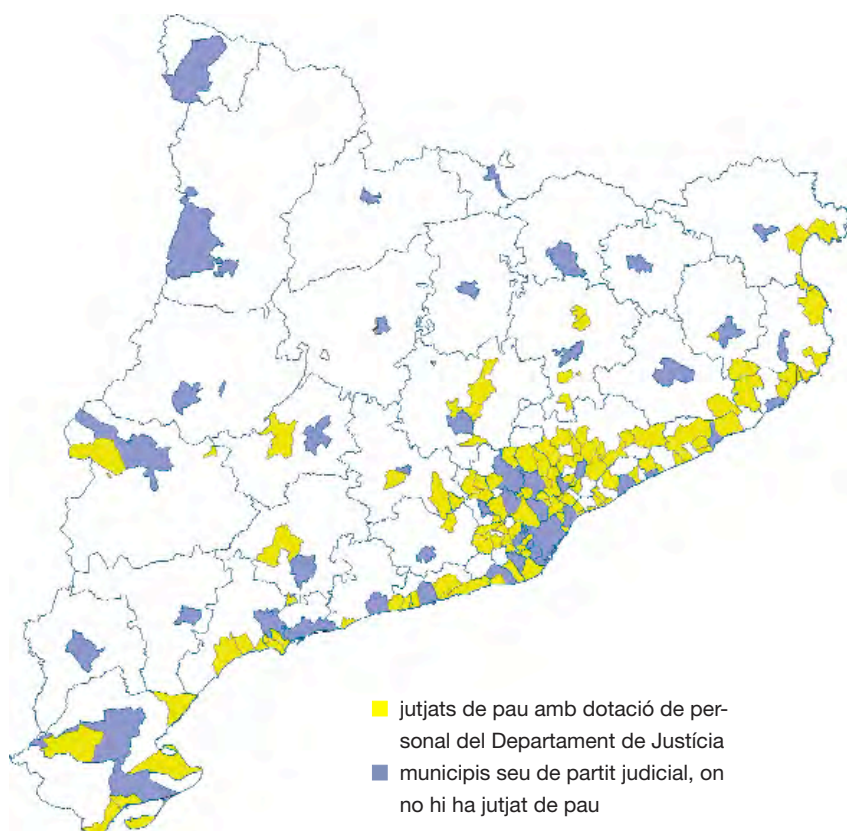 jutjats de pau amb dotació de per-
sonal del Departament de Justícia
municipis seu de partit judicial, on
no hi ha jutjat de pau